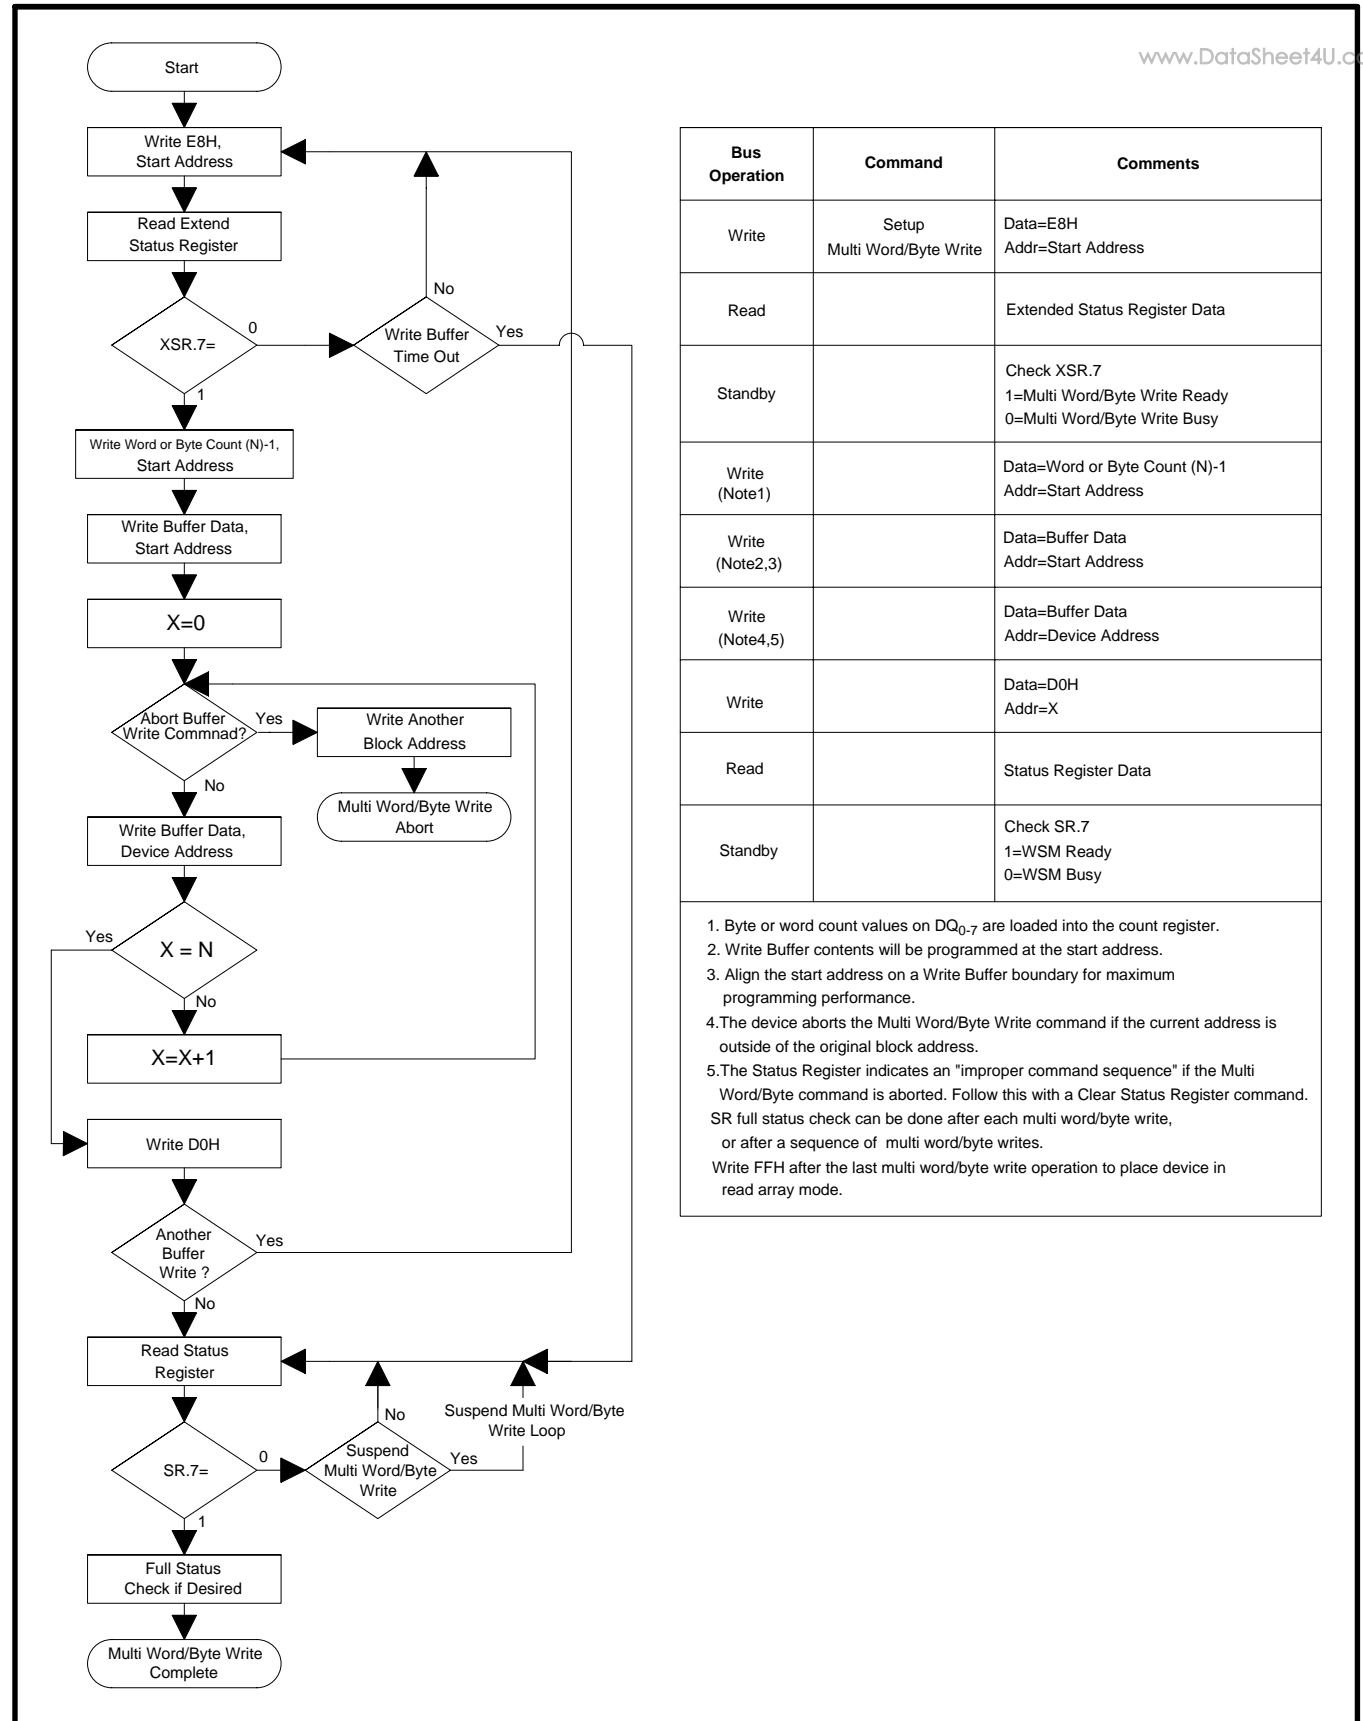 www.DataSheet4U.co
Start
Write E8H,
Start Address
Read Extend
Status Register
No
XSR.7=
0
Write Buffer
Time Out
Yes
1
Write Word or Byte Count (N)-1,
Start Address
Write Buffer Data,
Start Address
X=0
Abort Buffer
Write Commnad?
Yes
Write Another
Block Address
No
Multi Word/Byte Write
Abort
Write Buffer Data,
Device Address
Yes
X = N
No
X=X+1
Write D0H
Another
Buffer
Write ?
Yes
No
Read Status
Register
No
Suspend Multi Word/Byte
Write Loop
SR.7=
0
Suspend
Multi Word/Byte
Write
Yes
1
Full Status
Check if Desired
Multi Word/Byte Write
Complete
Bus
Operation
Command
Comments
Write
Setup
Multi Word/Byte Write
Data=E8H
Addr=Start Address
Read
Extended Status Register Data
Standby
Check XSR.7
1=Multi Word/Byte Write Ready
0=Multi Word/Byte Write Busy
Write
(Note1)
Data=Word or Byte Count (N)-1
Addr=Start Address
Write
(Note2,3)
Data=Buffer Data
Addr=Start Address
Write
(Note4,5)
Data=Buffer Data
Addr=Device Address
Write
Data=D0H
Addr=X
Read
Status Register Data
Standby
Check SR.7
1=WSM Ready
0=WSM Busy
1. Byte or word count values on DQ0-7 are loaded into the count register.
2. Write Buffer contents will be programmed at the start address.
3. Align the start address on a Write Buffer boundary for maximum
programming performance.
4.The device aborts the Multi Word/Byte Write command if the current address is
outside of the original block address.
5.The Status Register indicates an "improper command sequence" if the Multi
Word/Byte command is aborted. Follow this with a Clear Status Register command.
SR full status check can be done after each multi word/byte write,
or after a sequence of multi word/byte writes.
Write FFH after the last multi word/byte write operation to place device in
read array mode.